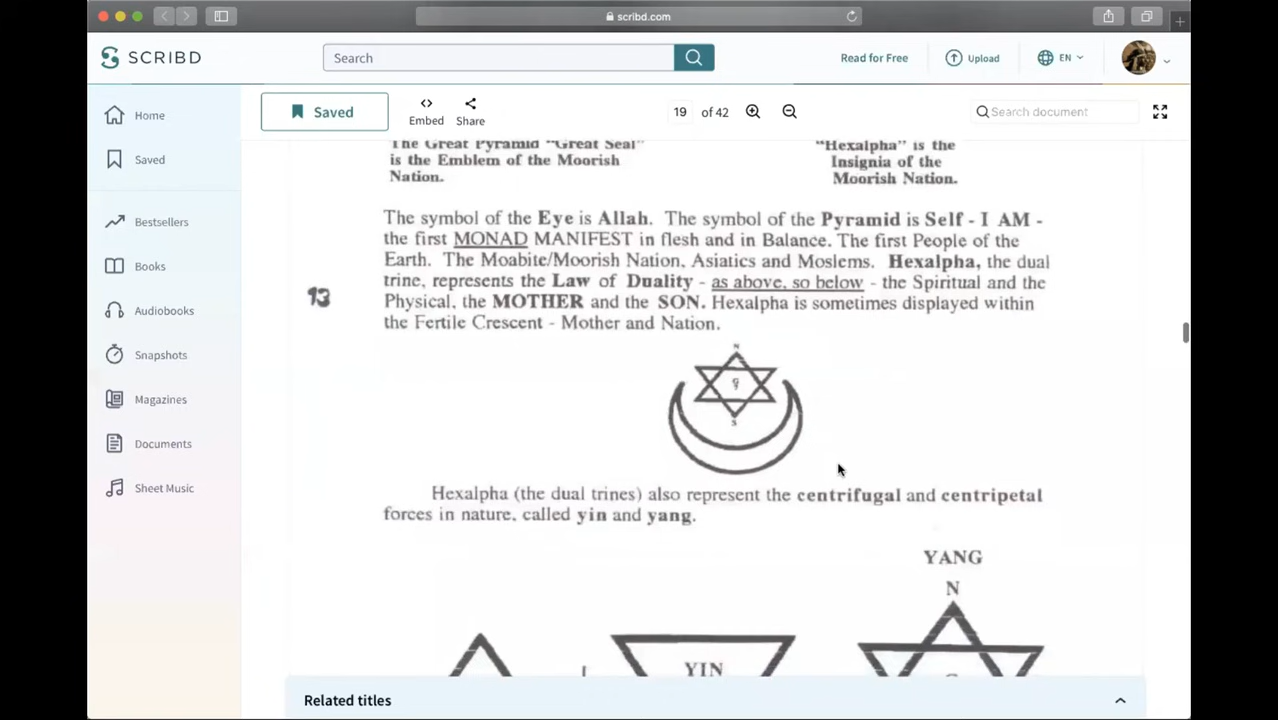 scribd.com
SCRIBD
Search
Read for Free
Upload
EN
Home
Saved
Bestsellers
Books
Audiobooks
Snapshots
Magazines
Documents
Sheet Music
Saved
Embed
Share
19 of 42
Search document
The Great Pyramid "Great Seal"
is the Emblem of the Moorish
Nation.
"Hexalpha" is the
Insignia of the
Moorish Nation.
The symbol of the Eye is Allah. The symbol of the Pyramid is Self - I AM -
the first MONAD MANIFEST in flesh and in Balance. The first People of the
Earth. The Moabite/Moorish Nation, Asiatics and Moslems. Hexalpha, the dual
trine, represents the Law of Duality - as above, so below - the Spiritual and the
Physical, the MOTHER and the SON. Hexalpha is sometimes displayed within
the Fertile Crescent - Mother and Nation.
13
N
S
Hexalpha (the dual trines) also represent the centrifugal and centripetal
forces in nature, called yin and yang.
YANG
N
YIN
Related titles